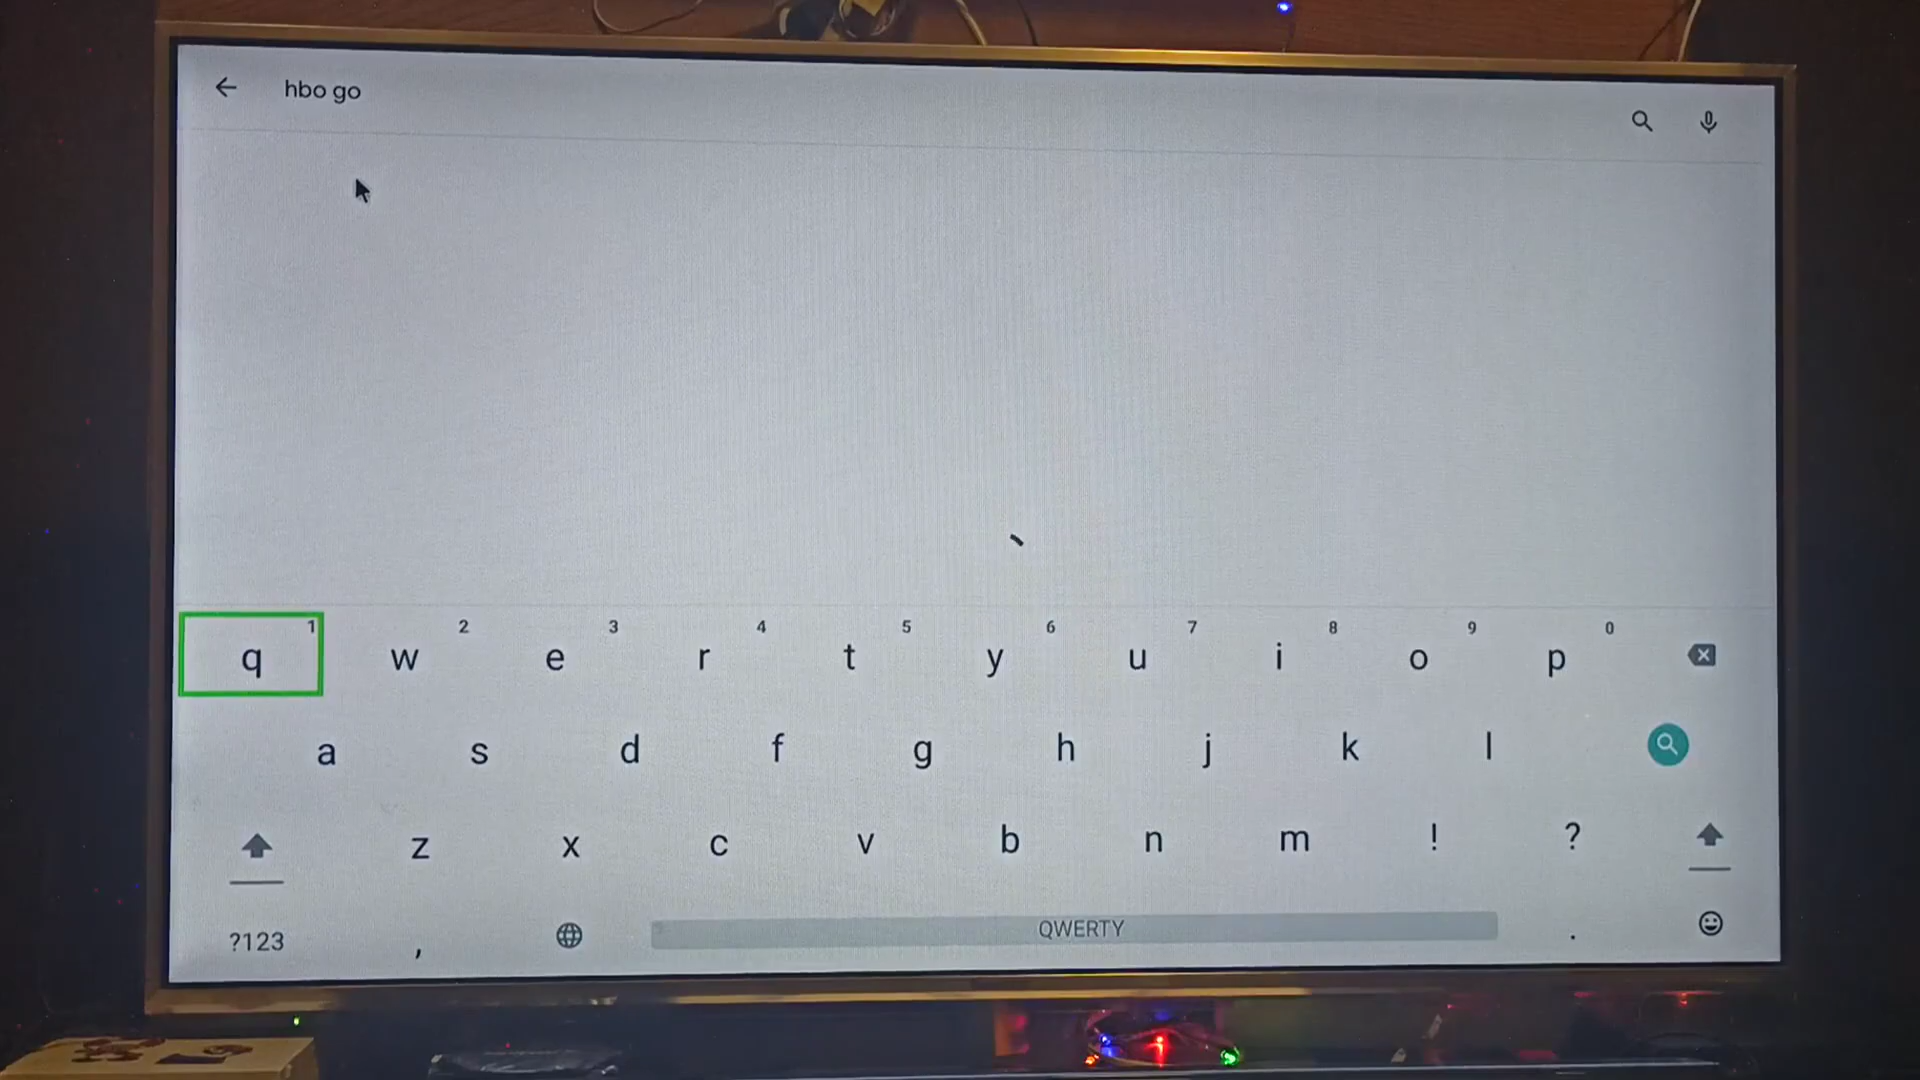 hbo go
1 2 3 4 5 6 7 8 9 0
q w e r t y u i o p
a s d f g h j k l
z x c v b n m ! ?
?123 , QWERTY .